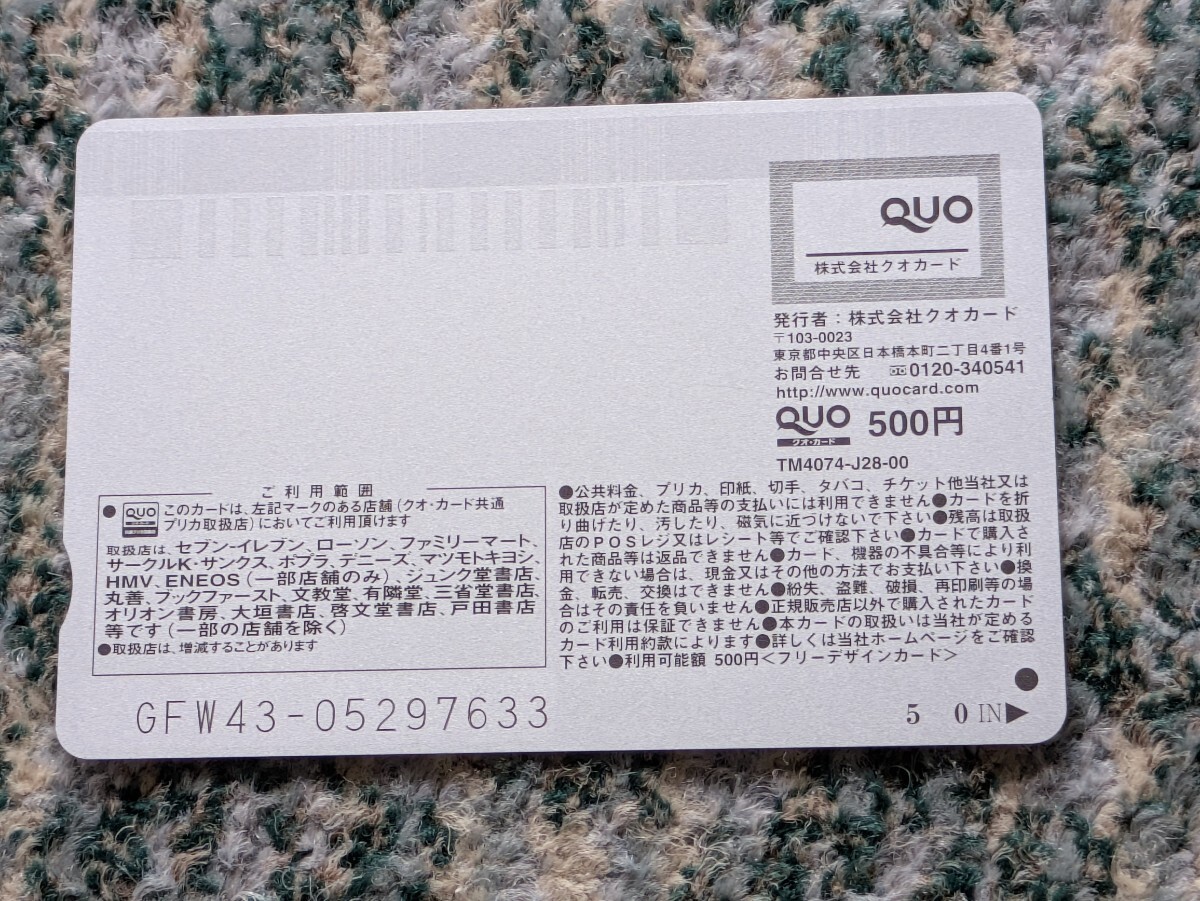 QUO
株式会社クオカード
発行者：株式会社クオカード
〒103-0023
東京都中央区日本橋本町二丁目4番1号
お問合せ先 0120-340541
http://www.quocard.com
QUO 500円
クオ・カード
TM4074-J28-00
ご利用範囲
●QUO このカードは、左記マークのある店舗（クオ・カード共通
プリカ取扱店）においてご利用頂けます
取扱店は、セブン-イレブン、ローソン、ファミリーマート、
サークルK・サンクス、ポプラ、デニーズ、マツモトキヨシ、
HMV、ENEOS（一部店舗のみ）、ジュンク堂書店、
丸善、ブックファースト、文教堂、有隣堂、三省堂書店、
オリオン書房、大垣書店、啓文堂書店、戸田書店
等です（一部の店舗を除く）
●取扱店は、増減することがあります
●公共料金、プリカ、印紙、切手、タバコ、チケット他当社又は
取扱店が定めた商品等の支払いには利用できません●カードを折
り曲げたり、汚したり、磁気に近づけないで下さい●残高は取扱
店のPOSレジ又はレシート等でご確認下さい●カードで購入さ
れた商品等は返品できません●カード、機器の不具合等により利
用できない場合は、現金又はその他の方法でお支払い下さい●換
金、転売、交換はできません●紛失、盗難、破損、再印刷等の場
合はその責任を負いません●正規販売店以外で購入されたカード
のご利用は保証できません●本カードの取扱いは当社が定める
カード利用約款によります●詳しくは当社ホームページをご確認
下さい●利用可能額 500円＜フリーデザインカード＞
GFW43-05297633
5 0 IN▶